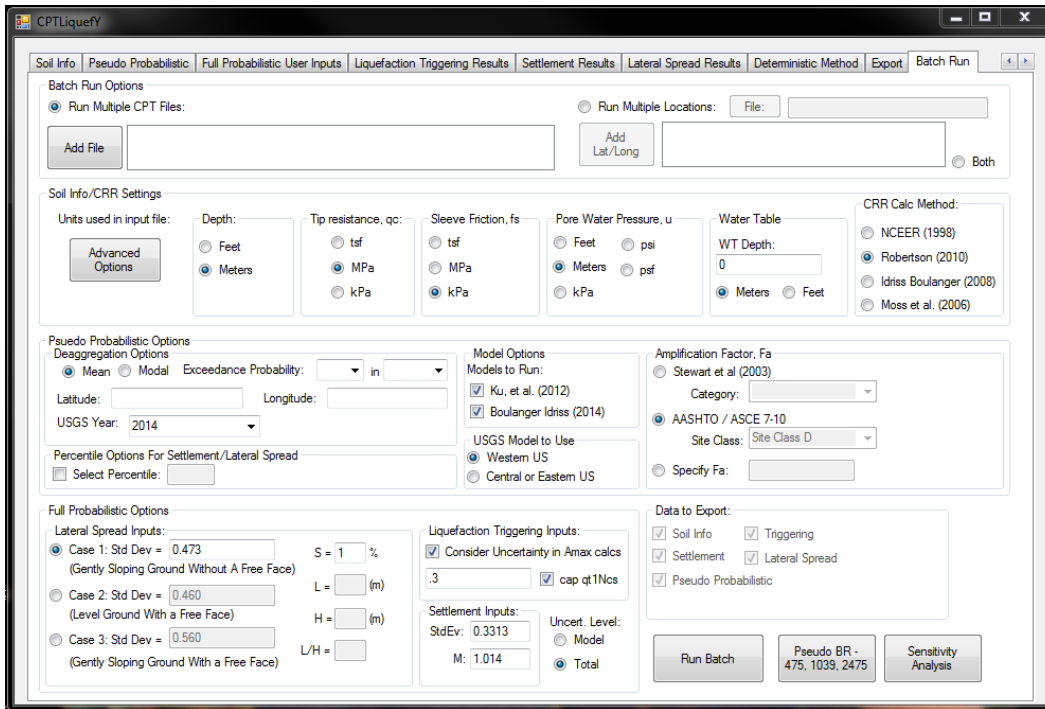 CPTLiquefY
Soil Info Pseudo Probabilistic Full Probabilistic User Inputs Liquefaction Triggering Results Settlement Results Lateral Spread Results Deterministic Method Export Batch Run
Batch Run Options
Run Multiple CPT Files:
Add File
Run Multiple Locations: File:
Add Lat/Long
Both
Soil Info/CRR Settings
Units used in input file:
Advanced Options
Depth:
Feet
Meters
Tip resistance, qc:
tsf
MPa
kPa
Sleeve Friction, fs
tsf
MPa
kPa
Pore Water Pressure, u
Feet psi
Meters psf
kPa
Water Table
WT Depth:
0
Meters Feet
CRR Calc Method:
NCEER (1998)
Robertson (2010)
Idriss Boulanger (2008)
Moss et al. (2006)
Psuedo Probabilistic Options
Deaggregation Options
Mean Modal Exceedance Probability: in
Latitude: Longitude:
USGS Year: 2014
Percentile Options For Settlement/Lateral Spread
Select Percentile:
Model Options
Models to Run:
Ku, et al. (2012)
Boulanger Idriss (2014)
USGS Model to Use
Western US
Central or Eastern US
Amplification Factor, Fa
Stewart et al (2003)
Category:
AASHTO / ASCE 7-10
Site Class: Site Class D
Specify Fa:
Full Probabilistic Options
Lateral Spread Inputs:
Case 1: Std Dev = 0.473
(Gently Sloping Ground Without A Free Face)
Case 2: Std Dev = 0.460
(Level Ground With a Free Face)
Case 3: Std Dev = 0.560
(Gently Sloping Ground With a Free Face)
S = 1 %
L = (m)
H = (m)
L/H =
Liquefaction Triggering Inputs:
Consider Uncertainty in Amax calcs
.3 cap qt1Ncs
Settlement Inputs:
StdEv: 0.3313
M: 1.014
Uncert. Level:
Model
Total
Data to Export:
Soil Info Triggering
Settlement Lateral Spread
Pseudo Probabilistic
Run Batch
Pseudo BR - 475, 1039, 2475
Sensitivity Analysis